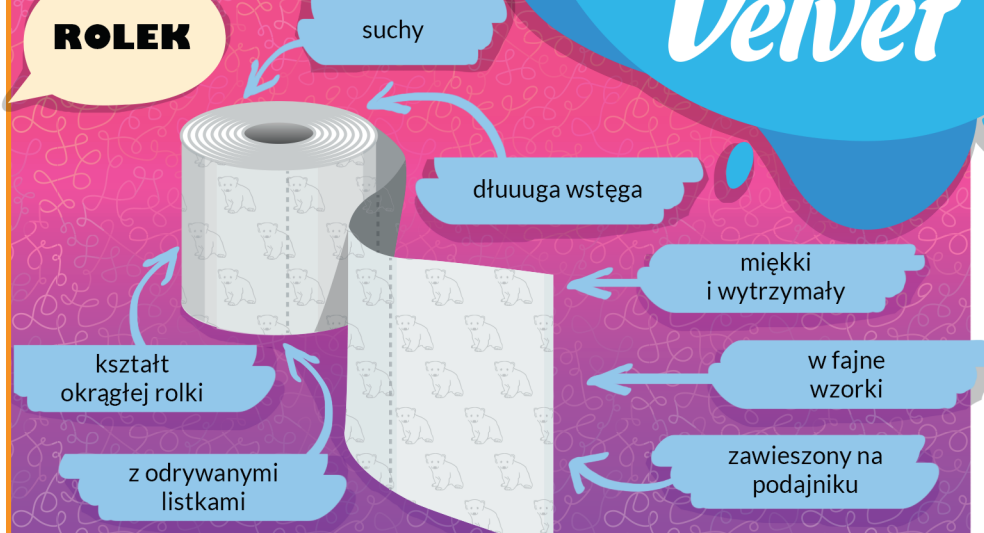 ROLEK
suchy
Velvet
dłuuuga wstęga
miękki
i wytrzymały
kształt
okrągłej rolki
w fajne
wzorki
z odrywanymi
listkami
zawieszony na
podajniku